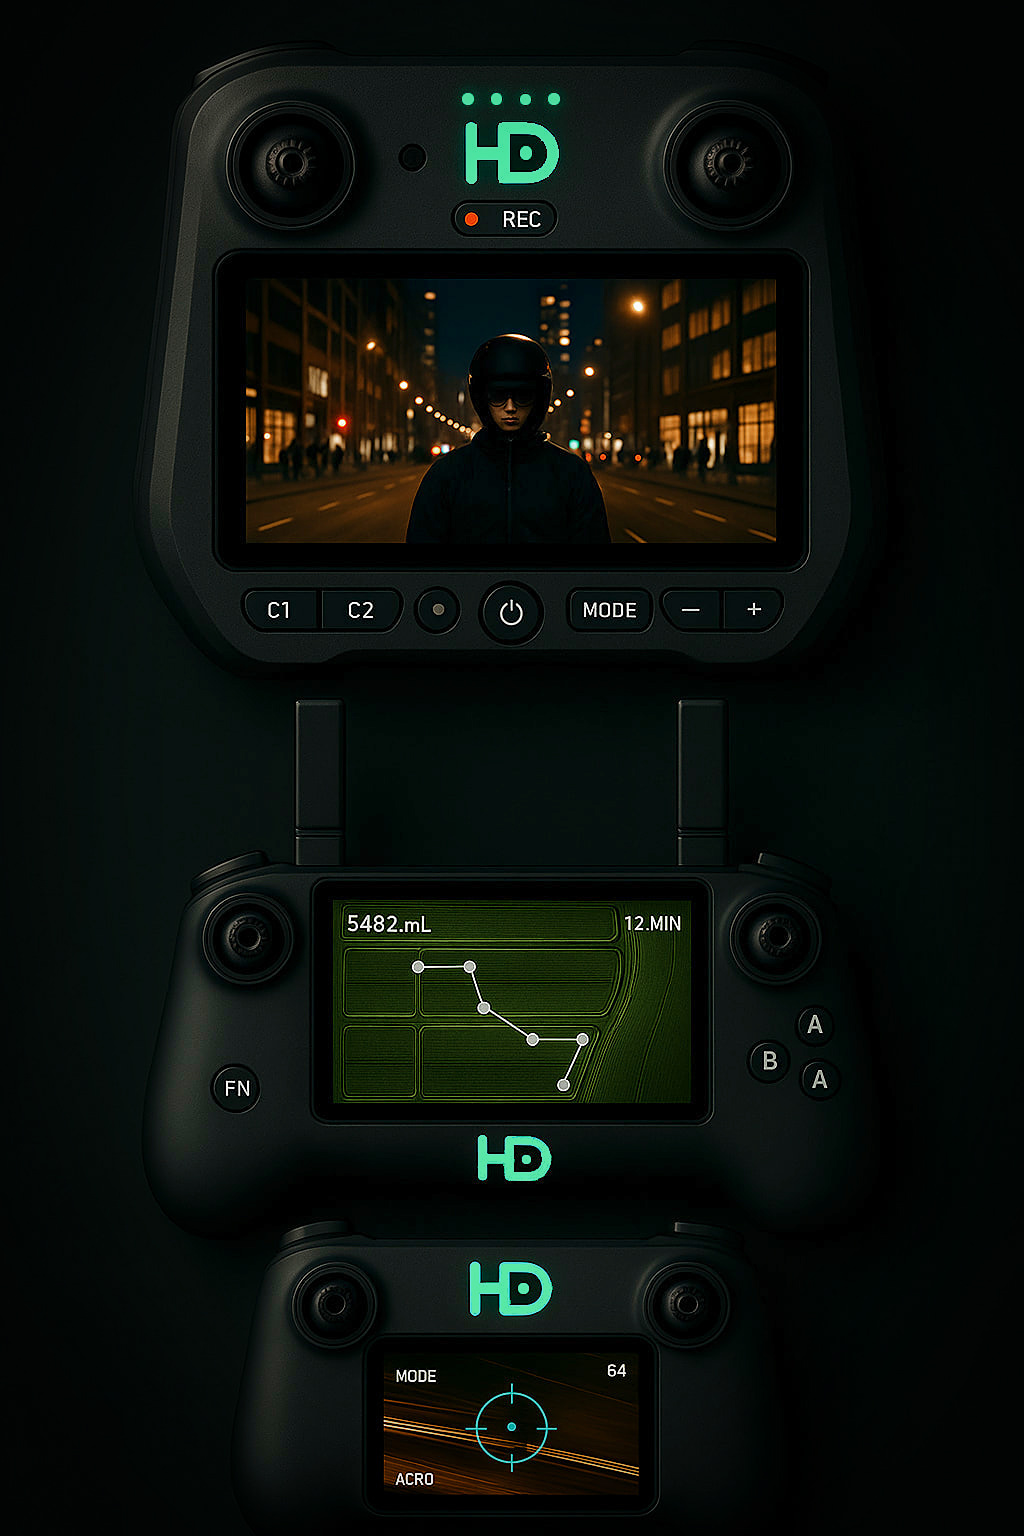 HD
REC
C1 C2 MODE — +
5482.mL 12.MIN
A
B
A
FN
HD
HD
MODE 64
ACRO